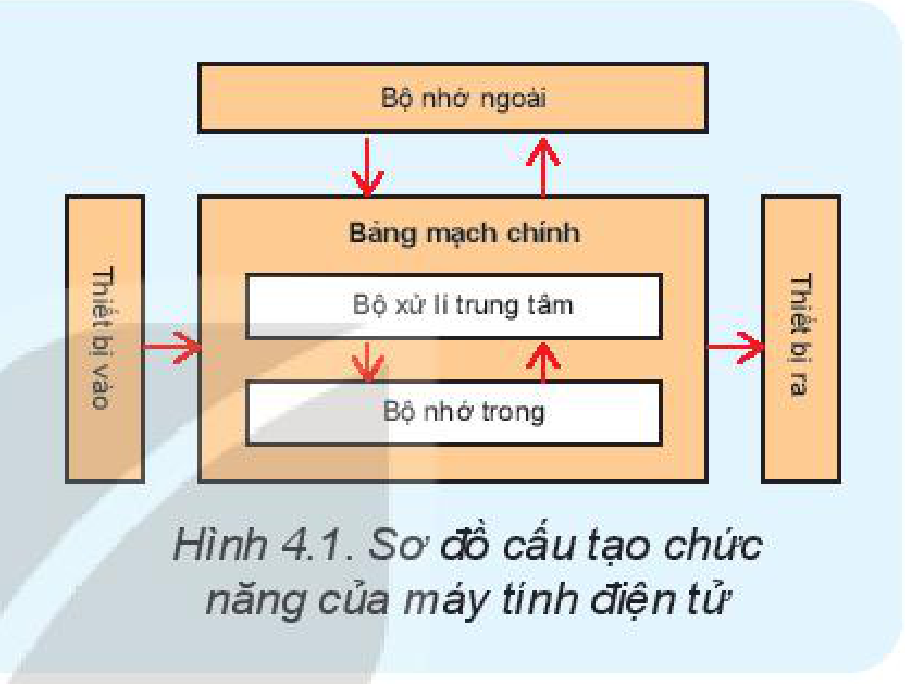 Bộ nhớ ngoài
Bảng mạch chính
Thiết bị vào
Bộ xử lí trung tâm
Thiết bị ra
Bộ nhớ trong
Hình 4.1. Sơ đồ cấu tạo chức
năng của máy tính điện tử